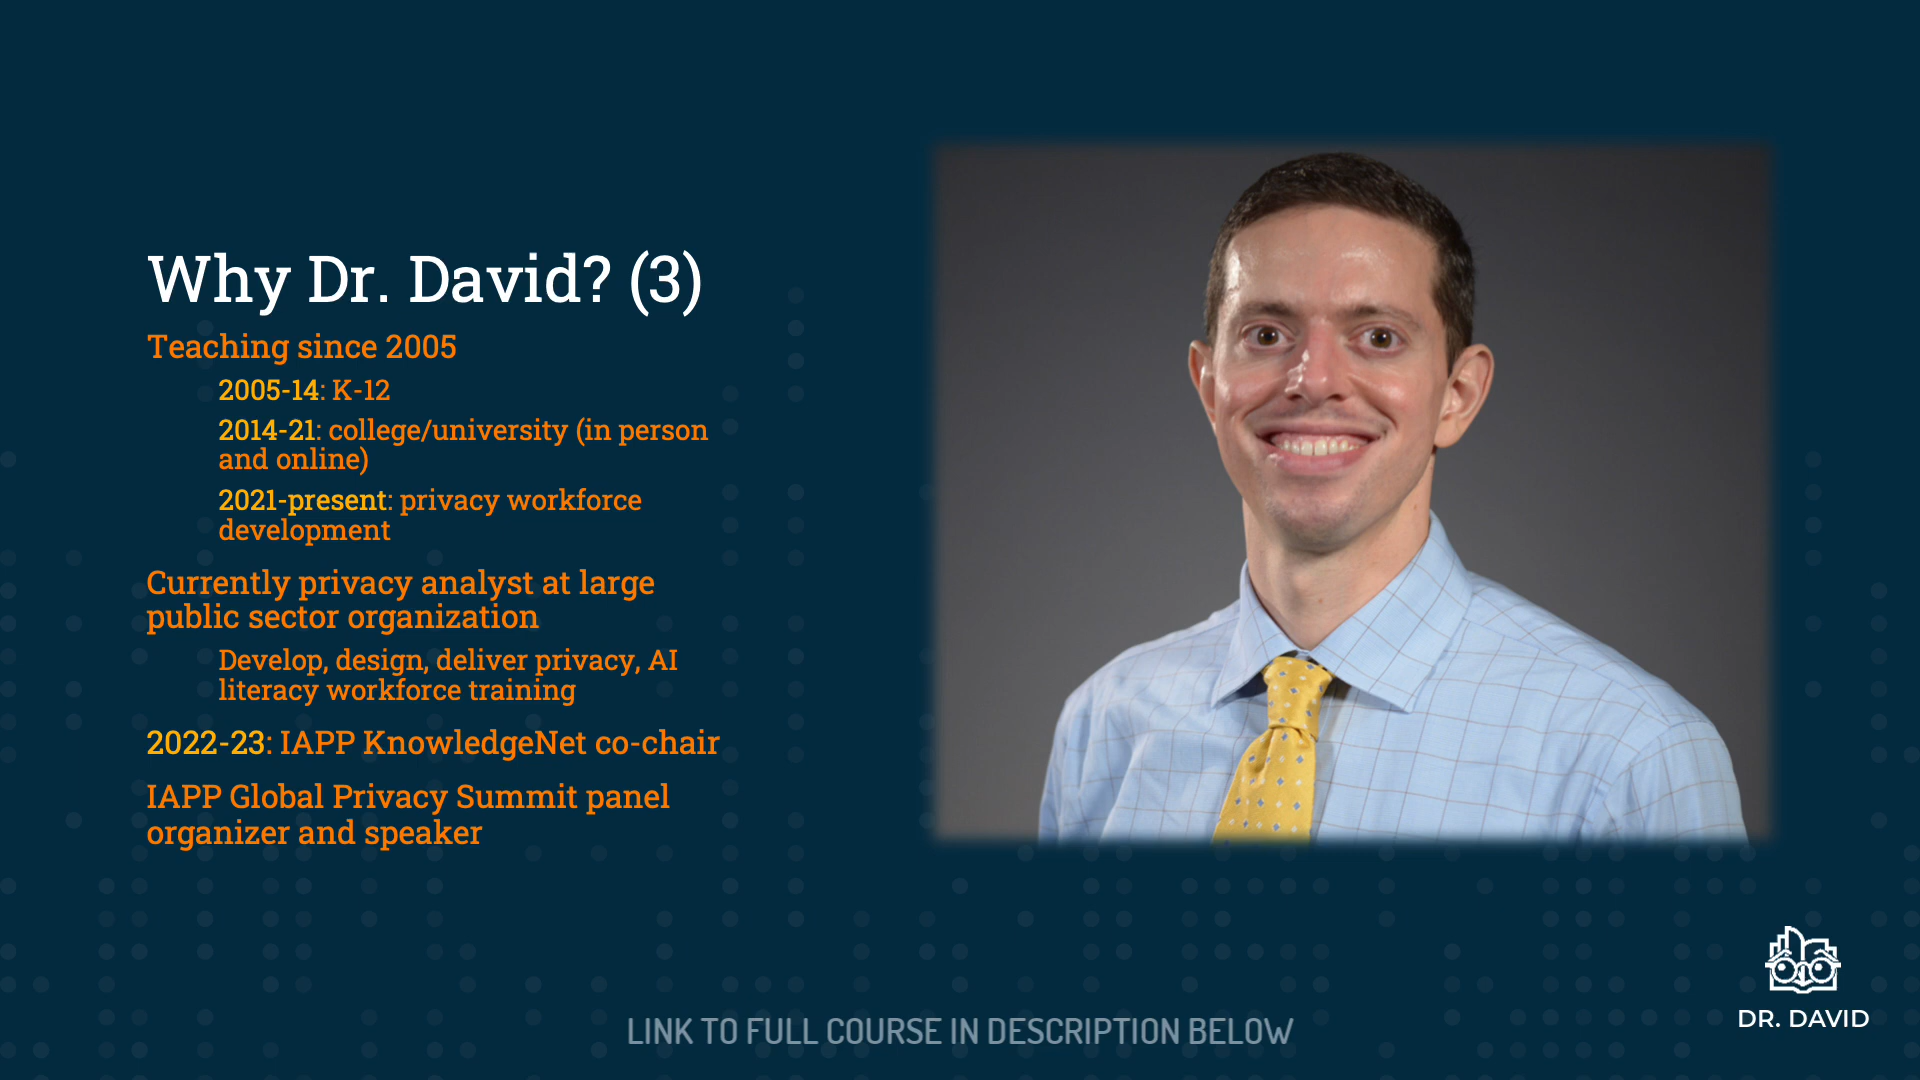 Why Dr. David? (3)
Teaching since 2005
2005-14: K-12
2014-21: college/university (in person
and online)
2021-present: privacy workforce
development
Currently privacy analyst at large
public sector organization
Develop, design, deliver privacy, AI
literacy workforce training
2022-23: IAPP KnowledgeNet co-chair
IAPP Global Privacy Summit panel
organizer and speaker
DR. DAVID
LINK TO FULL COURSE IN DESCRIPTION BELOW